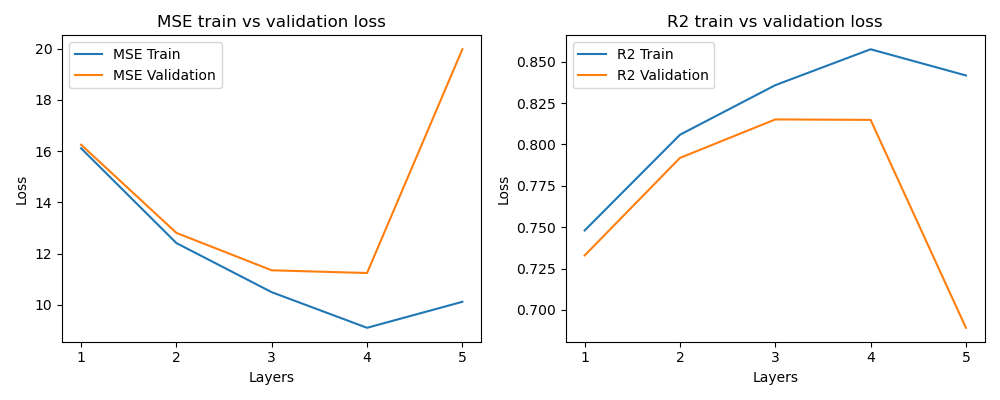 MSE train vs validation loss
MSE Train
MSE Validation
20
18
16
14
12
10
Loss
1 2 3 4 5
Layers
R2 train vs validation loss
R2 Train
R2 Validation
0.850
0.825
0.800
0.775
0.750
0.725
0.700
Loss
1 2 3 4 5
Layers